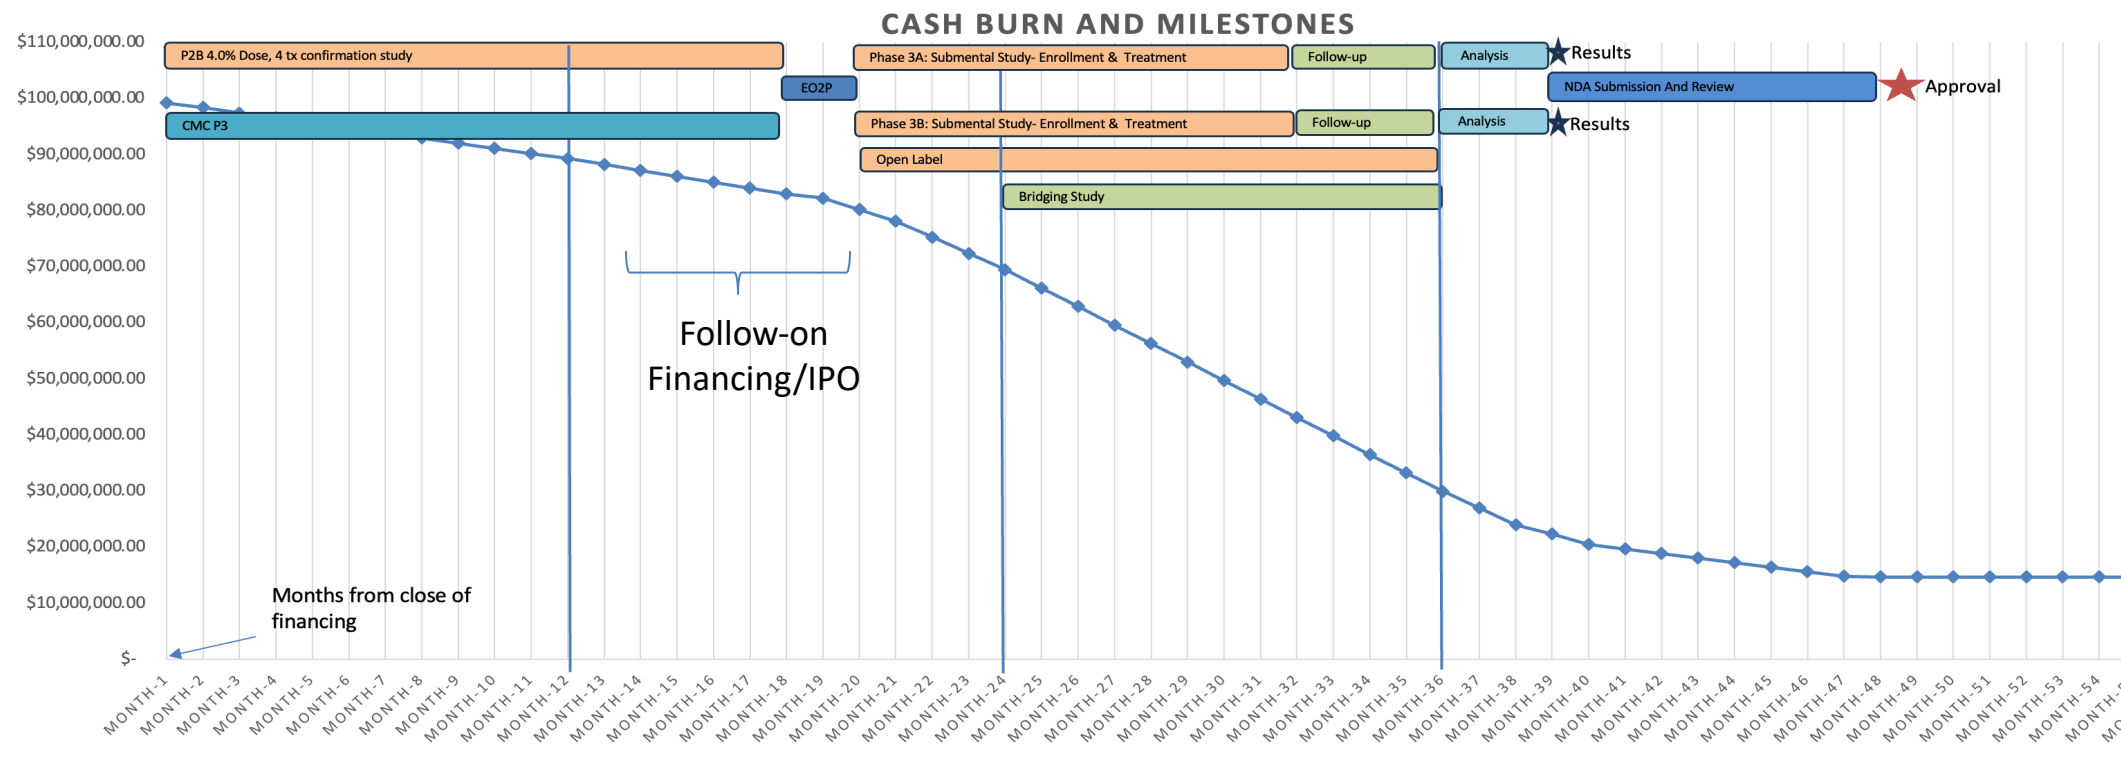 CASH BURN AND MILESTONES
$110,000,000.00
$100,000,000.00
$90,000,000.00
$80,000,000.00
$70,000,000.00
$60,000,000.00
$50,000,000.00
$40,000,000.00
$30,000,000.00
$20,000,000.00
$10,000,000.00
$-
P2B 4.0% Dose, 4 tx confirmation study
Phase 3A: Submental Study- Enrollment & Treatment
Follow-up
Analysis
Results
EO2P
NDA Submission And Review
Approval
CMC P3
Phase 3B: Submental Study- Enrollment & Treatment
Follow-up
Analysis
Results
Open Label
Bridging Study
Follow-on
Financing/IPO
Months from close of
financing
MONTH-1
MONTH-2
MONTH-3
MONTH-4
MONTH-5
MONTH-6
MONTH-7
MONTH-8
MONTH-9
MONTH-10
MONTH-11
MONTH-12
MONTH-13
MONTH-14
MONTH-15
MONTH-16
MONTH-17
MONTH-18
MONTH-19
MONTH-20
MONTH-21
MONTH-22
MONTH-23
MONTH-24
MONTH-25
MONTH-26
MONTH-27
MONTH-28
MONTH-29
MONTH-30
MONTH-31
MONTH-32
MONTH-33
MONTH-34
MONTH-35
MONTH-36
MONTH-37
MONTH-38
MONTH-39
MONTH-40
MONTH-41
MONTH-42
MONTH-43
MONTH-44
MONTH-45
MONTH-46
MONTH-47
MONTH-48
MONTH-49
MONTH-50
MONTH-51
MONTH-52
MONTH-53
MONTH-54